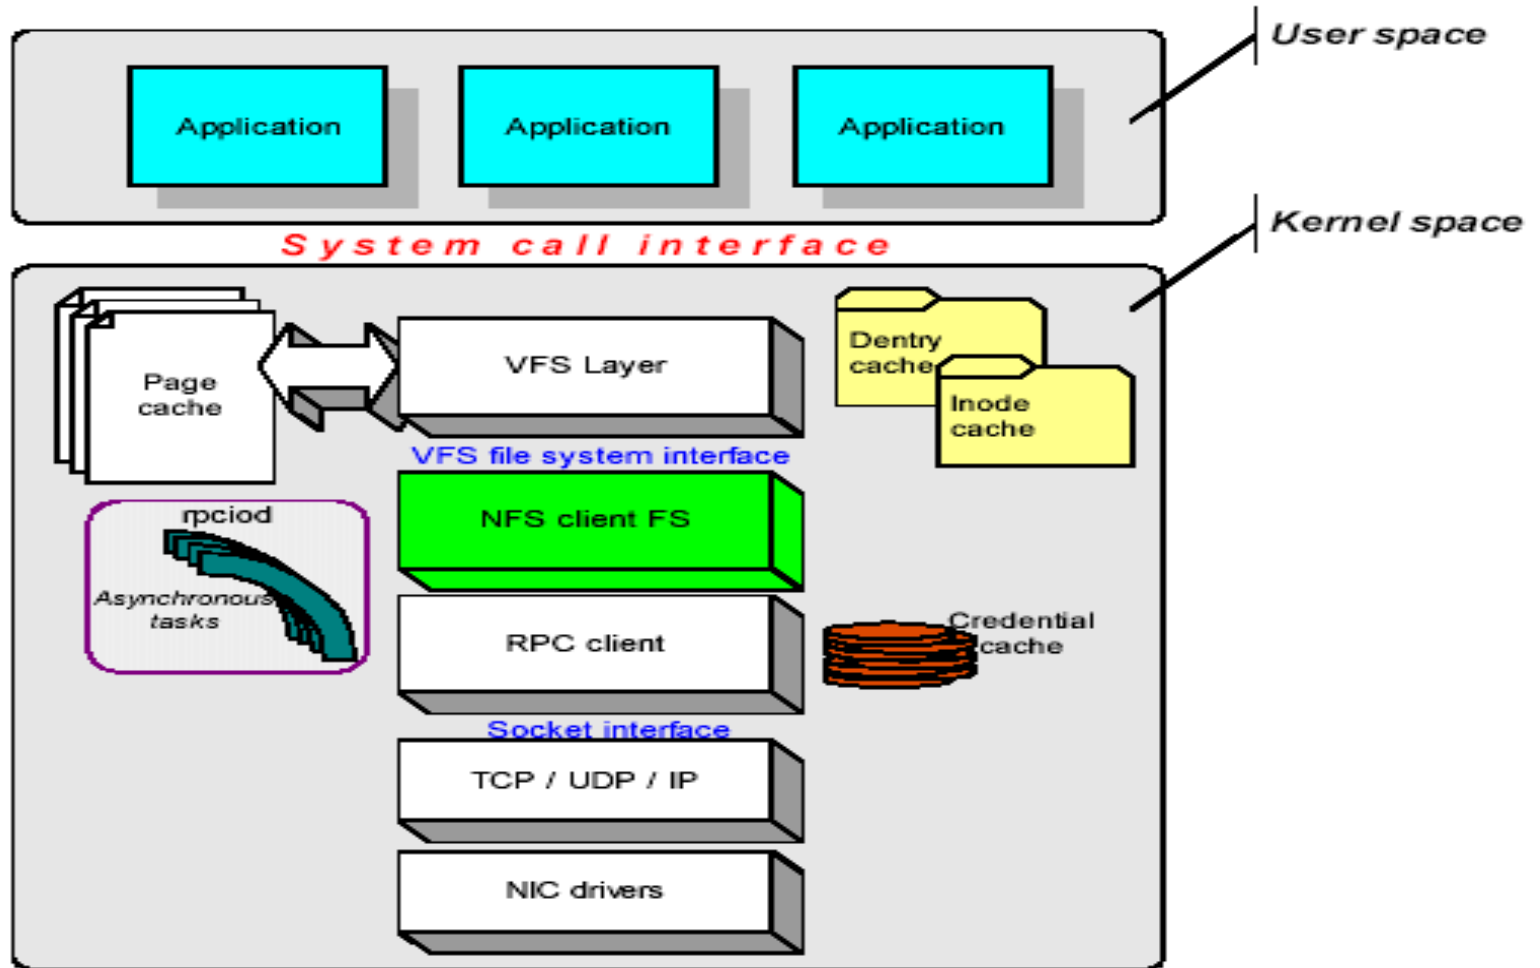 User space
Application
Application
Application
Kernel space
System call interface
Page
cache
VFS Layer
Dentry
cache
Inode
cache
VFS file system interface
rpciod
Asynchronous
tasks
NFS client FS
RPC client
Credential
cache
Socket interface
TCP / UDP / IP
NIC drivers